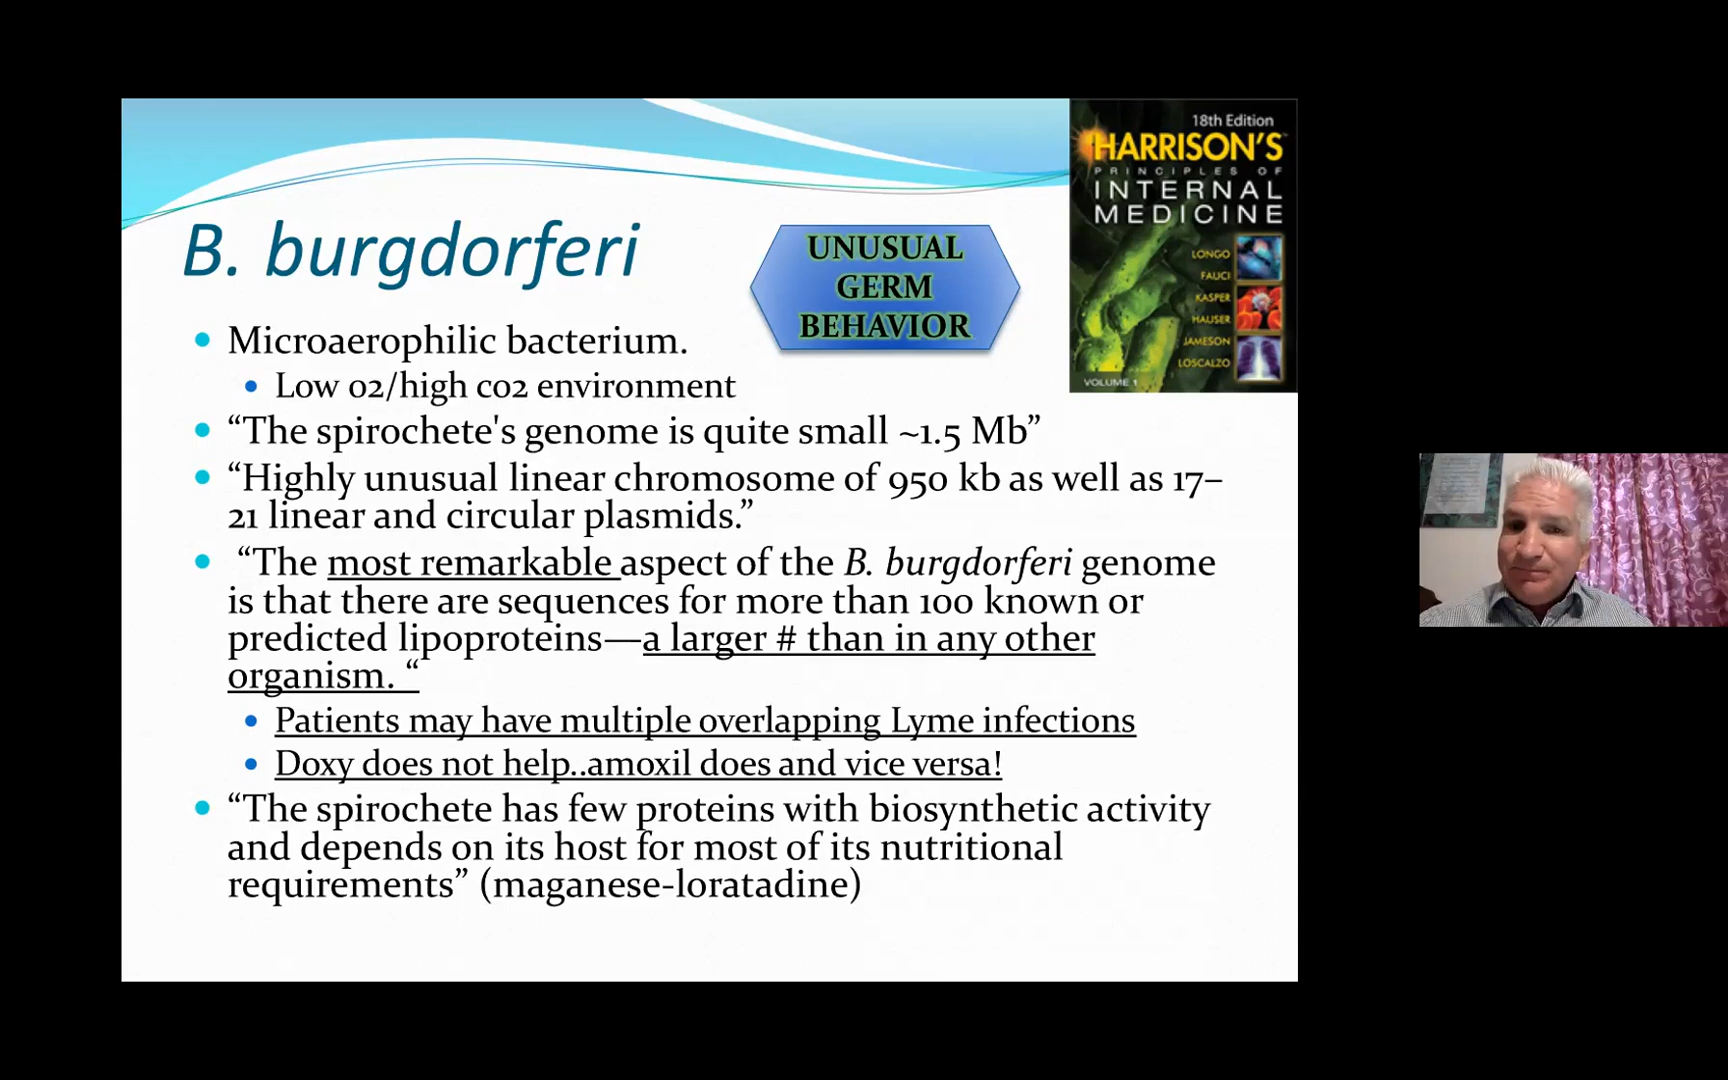 18th Edition
HARRISON'S
PRINCIPLES OF
INTERNAL
MEDICINE
LONGO
FAUCI
KASPER
HAUSER
JAMESON
LOSCALZO
VOLUME 1
B. burgdorferi
UNUSUAL
GERM
BEHAVIOR
• Microaerophilic bacterium.
• Low o2/high co2 environment
• “The spirochete's genome is quite small ~1.5 Mb”
• “Highly unusual linear chromosome of 950 kb as well as 17–
21 linear and circular plasmids.”
• “The most remarkable aspect of the B. burgdorferi genome
is that there are sequences for more than 100 known or
predicted lipoproteins—a larger # than in any other
organism. “
• Patients may have multiple overlapping Lyme infections
• Doxy does not help..amoxil does and vice versa!
• “The spirochete has few proteins with biosynthetic activity
and depends on its host for most of its nutritional
requirements” (maganese-loratadine)